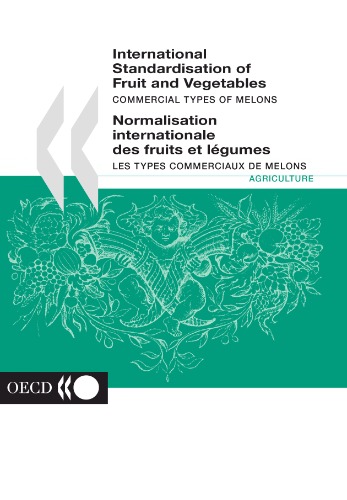 International
Standardisation of
Fruit and Vegetables
COMMERCIAL TYPES OF MELONS
Normalisation
internationale
des fruits et légumes
LES TYPES COMMERCIAUX DE MELONS
AGRICULTURE
OECD